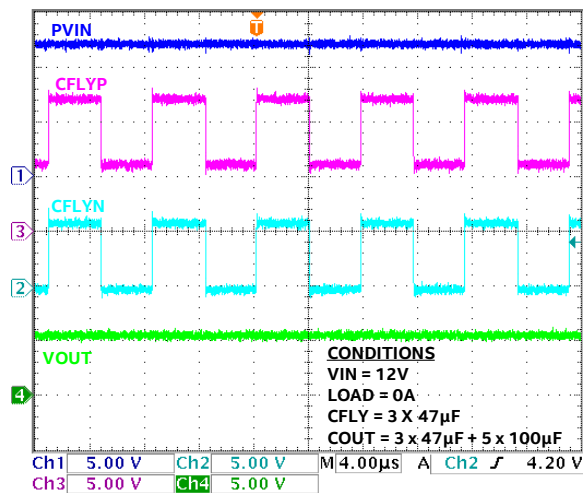 T
PVIN
CFLYP
1
CFLYN
3
2
VOUT
4
CONDITIONS
VIN = 12V
LOAD = 0A
CFLY = 3 X 47µF
COUT = 3 x 47µF + 5 x 100µF
Ch1 5.00 V Ch2 5.00 V M 4.00µs A Ch2 ʃ 4.20 V
Ch3 5.00 V Ch4 5.00 V